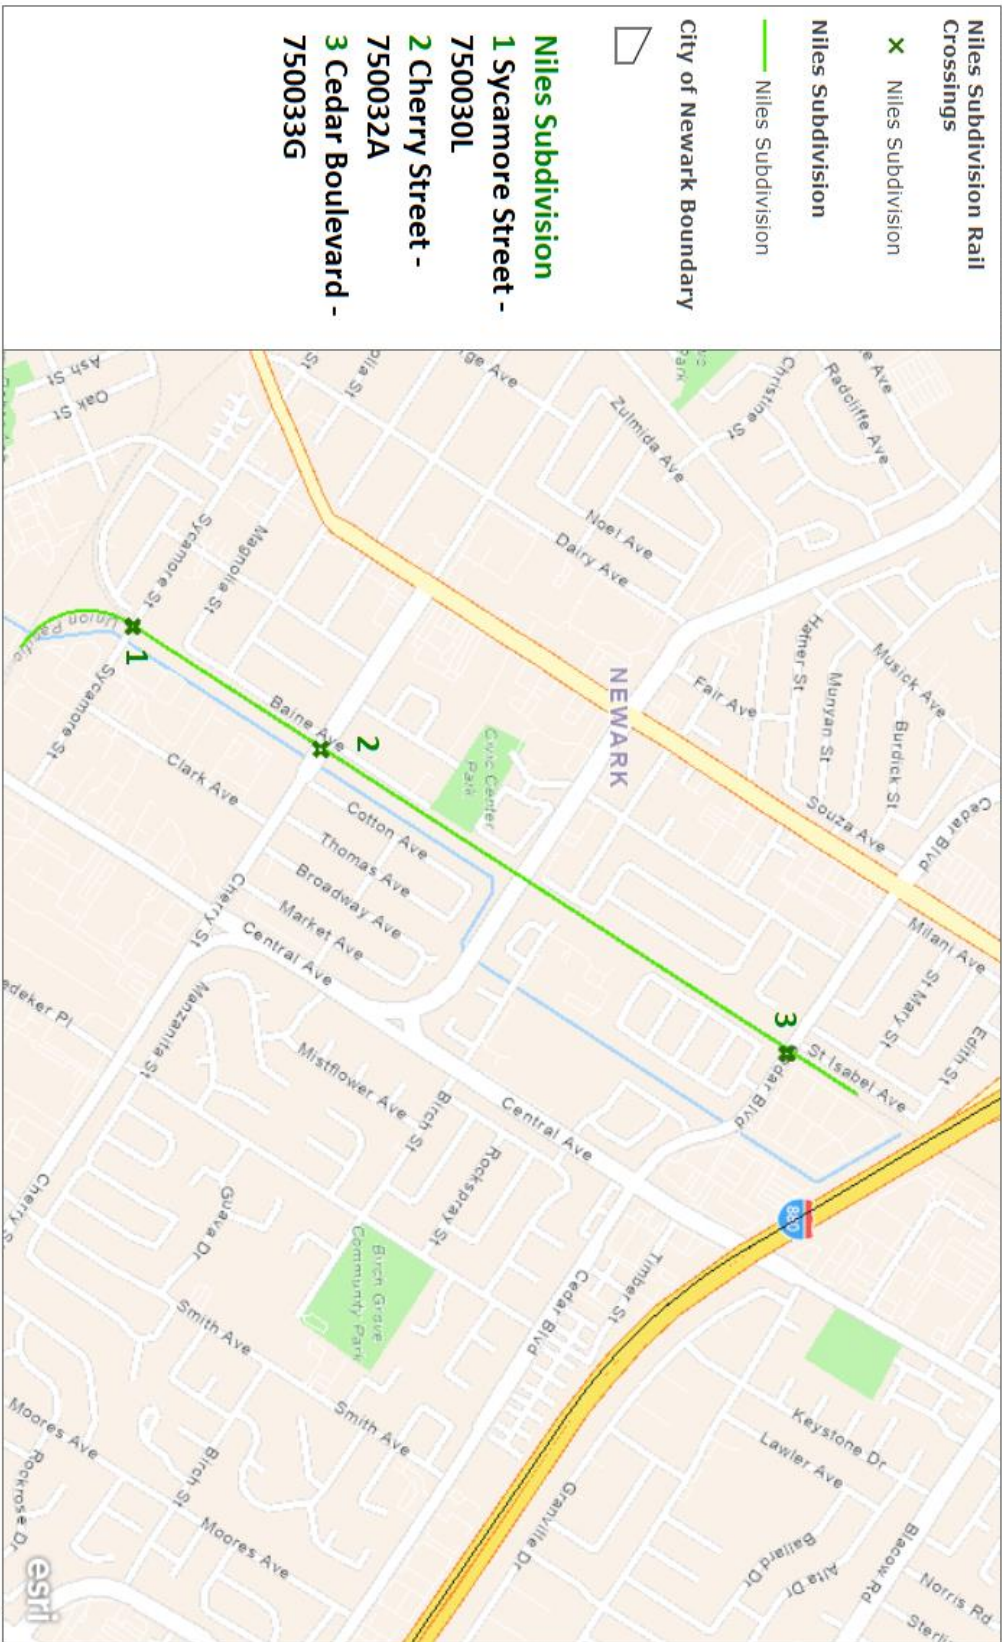 Niles Subdivision Rail
Crossings
Niles Subdivision
Niles Subdivision
Niles Subdivision
City of Newark Boundary
Niles Subdivision
1 Sycamore Street -
750030L
2 Cherry Street -
750032A
3 Cedar Boulevard -
750033G
Radcliffe Ave
Christine St
Zulmida Ave
Noel Ave
Dairy Ave
Musick Ave
Hafner St
Munyan St
Burdick St
Fair Ave
Souza Ave
Cedar Blvd
Milani Ave
St Mary St
Edith St
St Isabel Ave
NEWARK
Civic Center
Park
Ash St
Oak St
Sycamore St
Magnolia St
Baine Ave
Sycamore St
Clark Ave
Cotton Ave
Thomas Ave
Broadway Ave
Market Ave
Cherry St
Central Ave
Manzanita St
Mistflower Ave
Birch St
Central Ave
Rockspray St
1
2
3
880
Timber St
Cedar Blvd
Birch Grove
Community Park
Guava Dr
Smith Ave
Smith Ave
Moores Ave
Birch St
Moores Ave
Rockrose Dr
Granville Dr
Keystone Dr
Lawler Ave
Ballard Dr
Alta Dr
Blacow Rd
Norris Rd
esri